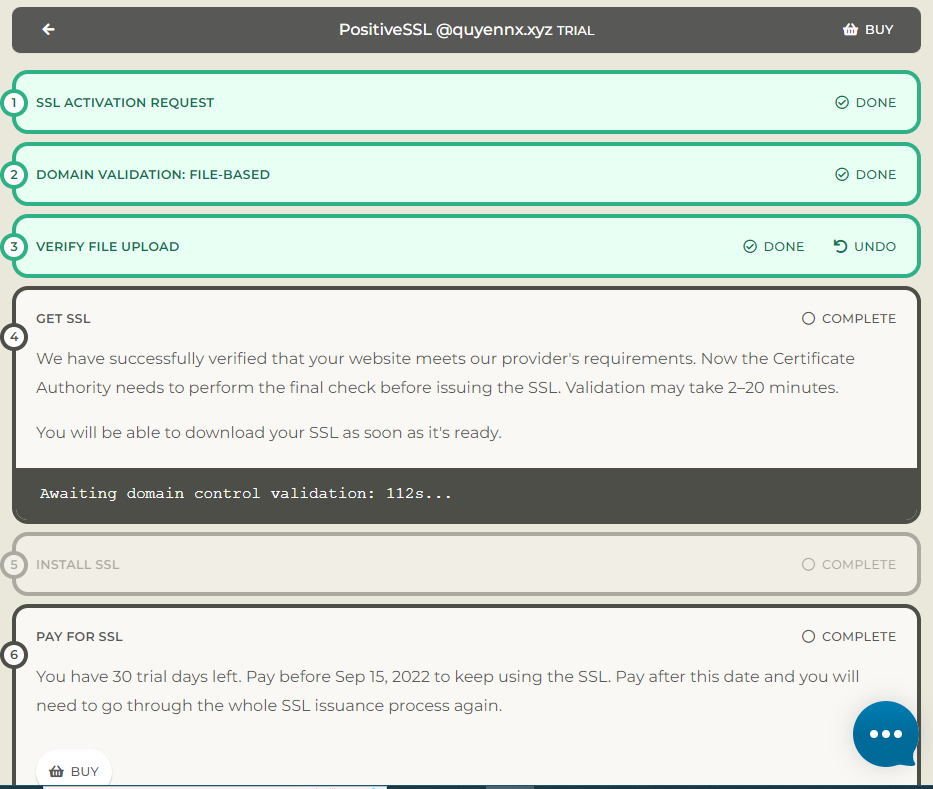 PositiveSSL @quyennx.xyz TRIAL
BUY
1
SSL ACTIVATION REQUEST
DONE
2
DOMAIN VALIDATION: FILE-BASED
DONE
3
VERIFY FILE UPLOAD
DONE
UNDO
4
GET SSL
COMPLETE
We have successfully verified that your website meets our provider's requirements. Now the Certificate
Authority needs to perform the final check before issuing the SSL. Validation may take 2–20 minutes.
You will be able to download your SSL as soon as it's ready.
Awaiting domain control validation: 112s...
5
INSTALL SSL
COMPLETE
6
PAY FOR SSL
COMPLETE
You have 30 trial days left. Pay before Sep 15, 2022 to keep using the SSL. Pay after this date and you will
need to go through the whole SSL issuance process again.
BUY